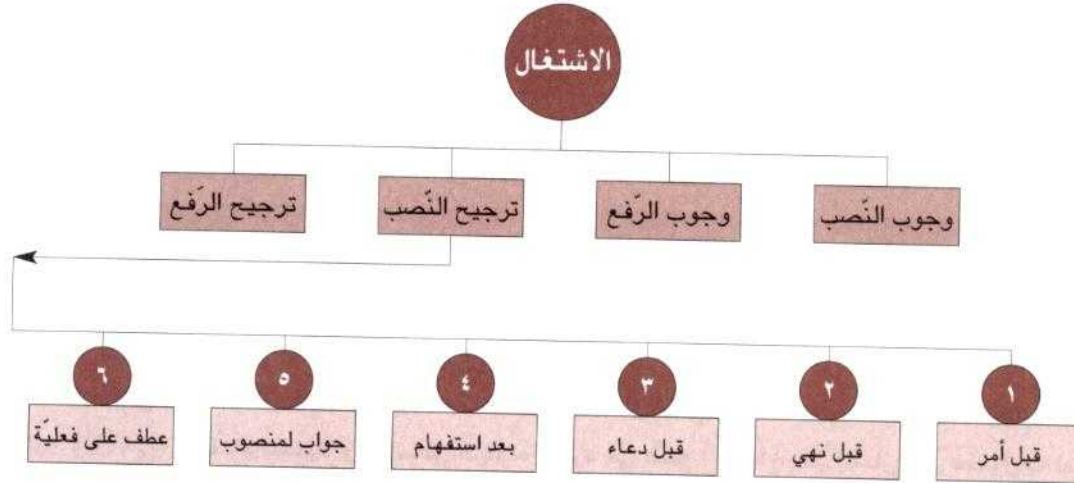 الاشتغال
وجوب النّصب
وجوب الرّفع
ترجيح النّصب
ترجيح الرّفع
١
قبل أمر
٢
قبل نهي
٣
قبل دعاء
٤
بعد استفهام
٥
جواب لمنصوب
٦
عطف على فعليّة